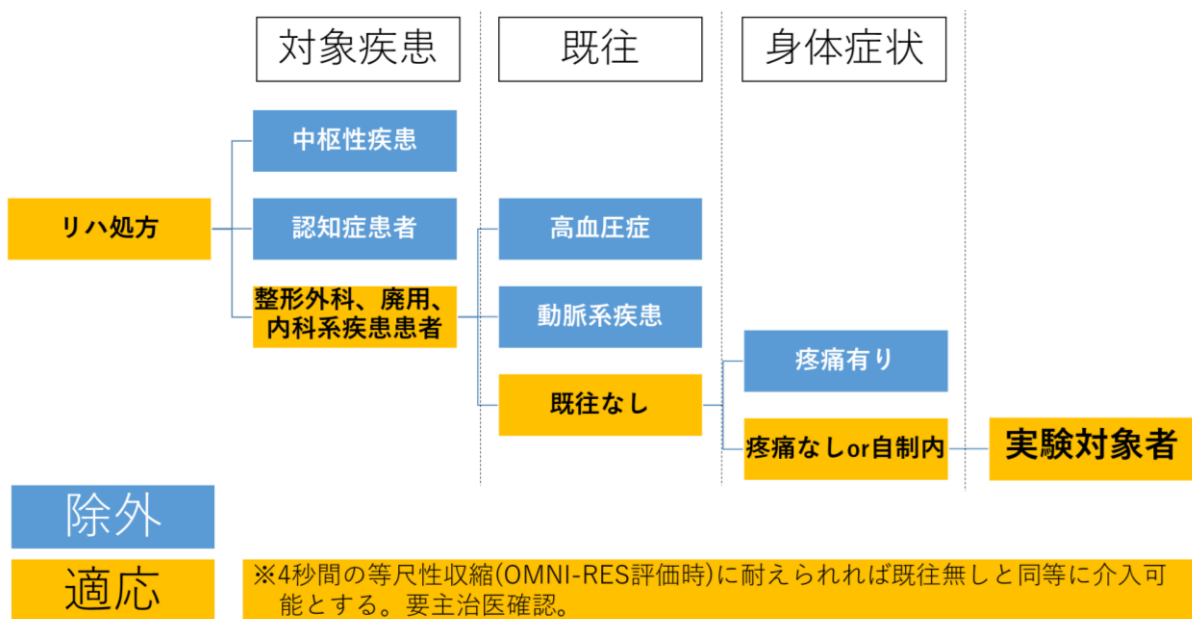 対象疾患
既往
身体症状
中枢性疾患
リハ処方
認知症患者
高血圧症
整形外科、廃用、
内科系疾患患者
動脈系疾患
疼痛有り
既往なし
疼痛なしor自制内
実験対象者
除外
適応
※4秒間の等尺性収縮(OMNI-RES評価時)に耐えられれば既往無しと同等に介入可
能とする。要主治医確認。